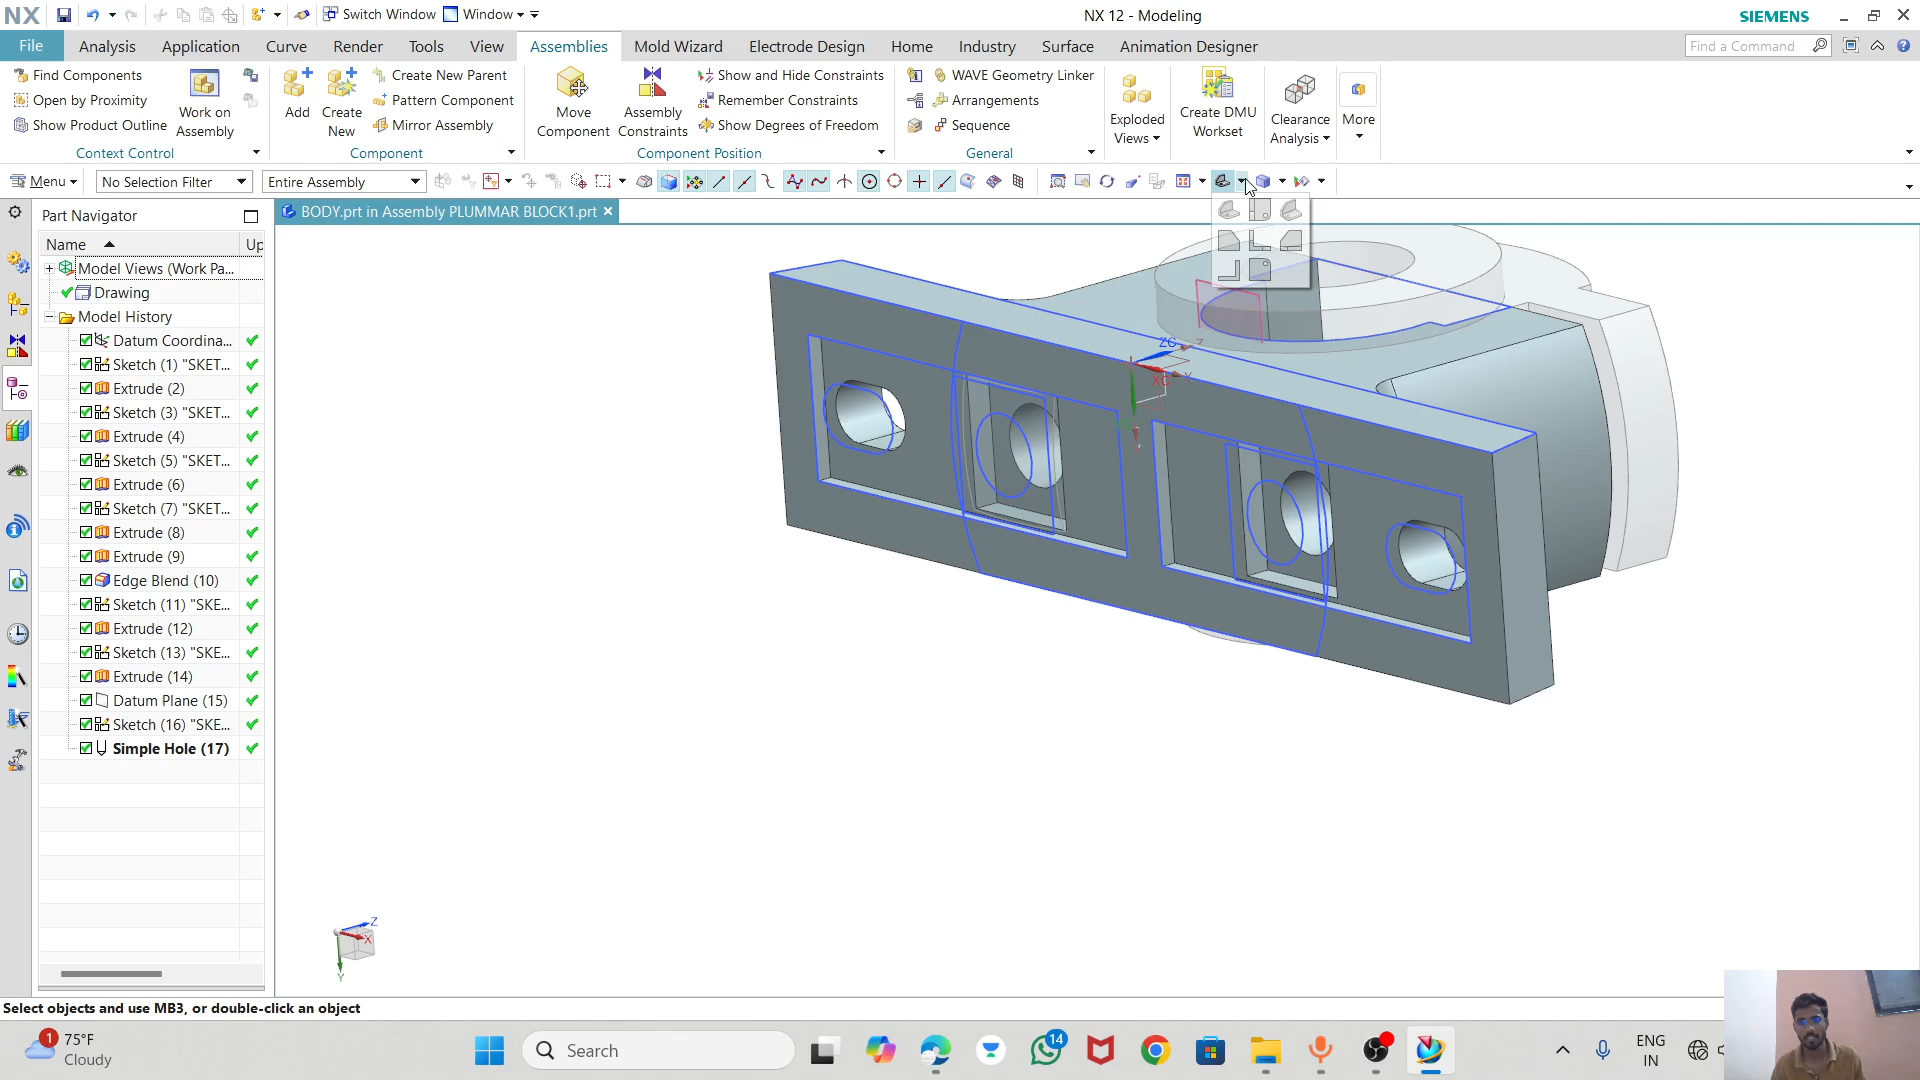 NX Switch Window Window NX 12 - Modeling SIEMENS
File Analysis Application Curve Render Tools View Assemblies Mold Wizard Electrode Design Home Industry Surface Animation Designer Find a Command
Find Components Create New Parent Show and Hide Constraints WAVE Geometry Linker
Open by Proximity Pattern Component Remember Constraints Arrangements
Show Product Outline Mirror Assembly Show Degrees of Freedom Sequence
Work on Assembly Add Create New Move Component Assembly Constraints Exploded Views Create DMU Workset Clearance Analysis More
Context Control Component Component Position General
Menu No Selection Filter Entire Assembly
Part Navigator
BODY.prt in Assembly PLUMMAR BLOCK1.prt
Name Up
Model Views (Work Pa...
Drawing
Model History
Datum Coordina...
Sketch (1) "SKET...
Extrude (2)
Sketch (3) "SKET...
Extrude (4)
Sketch (5) "SKET...
Extrude (6)
Sketch (7) "SKET...
Extrude (8)
Extrude (9)
Edge Blend (10)
Sketch (11) "SKE...
Extrude (12)
Sketch (13) "SKE...
Extrude (14)
Datum Plane (15)
Sketch (16) "SKE...
Simple Hole (17)
ZC
XC
Z
X
Y
Select objects and use MB3, or double-click an object
1 75°F
Cloudy
Search
14
ENG
IN